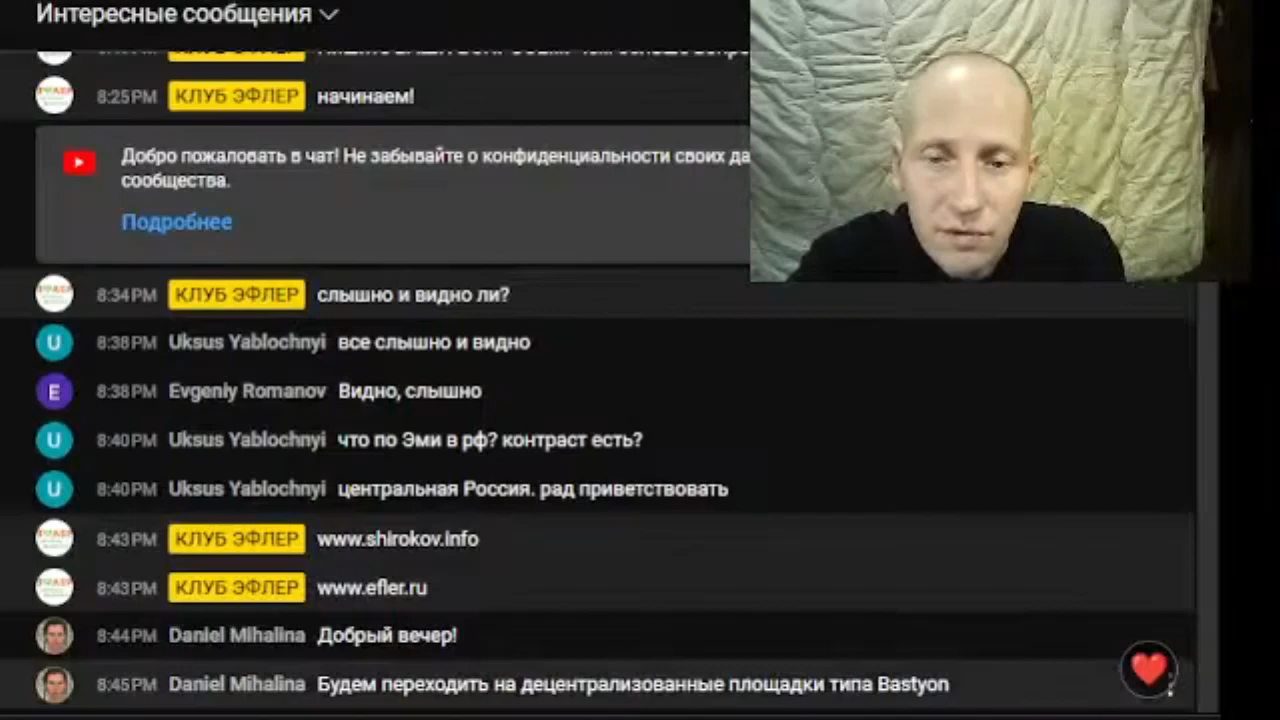 Интересные сообщения
8:25 PM КЛУБ ЭФЛЕР начинаем!
Добро пожаловать в чат! Не забывайте о конфиденциальности своих
сообщества.
Подробнее
8:34 PM КЛУБ ЭФЛЕР слышно и видно ли?
U 8:38 PM Uksus Yablochnyi все слышно и видно
E 8:38 PM Evgeniy Romanov Видно, слышно
U 8:40 PM Uksus Yablochnyi что по Эми в рф? контраст есть?
U 8:40 PM Uksus Yablochnyi центральная Россия. рад приветствовать
8:43 PM КЛУБ ЭФЛЕР www.shirokov.info
8:43 PM КЛУБ ЭФЛЕР www.efler.ru
8:44 PM Daniel Mihalina Добрый вечер!
8:45 PM Daniel Mihalina Будем переходить на децентрализованные площадки типа Bastyon